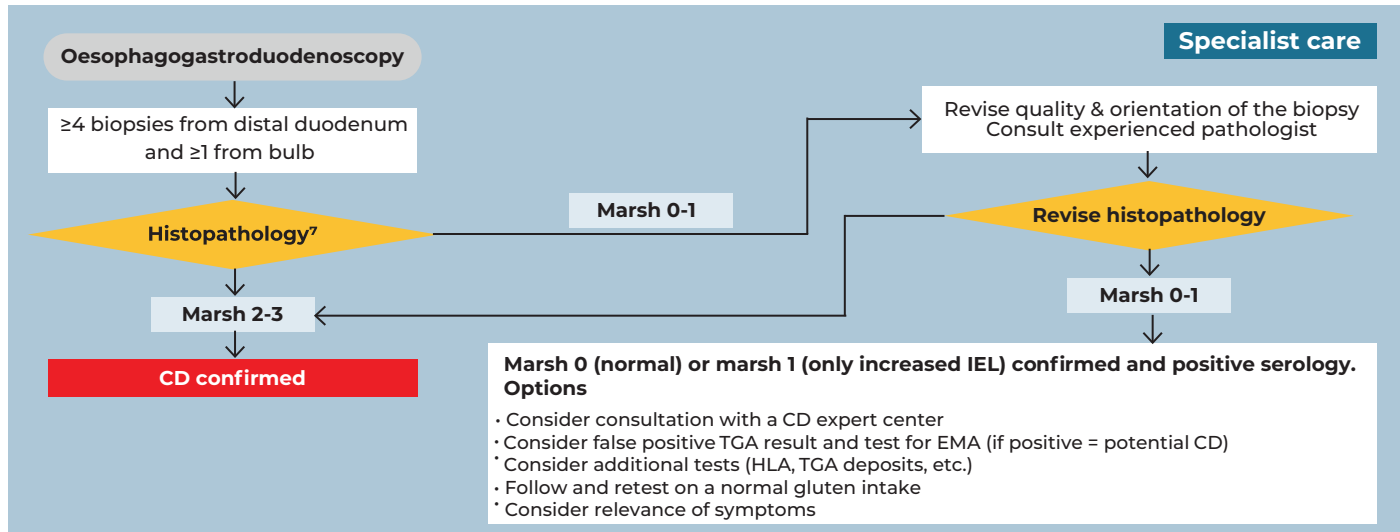 Oesophagogastroduodenoscopy
Specialist care
≥4 biopsies from distal duodenum
and ≥1 from bulb
Revise quality & orientation of the biopsy
Consult experienced pathologist
Marsh 0-1
Histopathology⁷
Revise histopathology
Marsh 2-3
Marsh 0-1
CD confirmed
Marsh 0 (normal) or marsh 1 (only increased IEL) confirmed and positive serology.
Options
· Consider consultation with a CD expert center
· Consider false positive TGA result and test for EMA (if positive = potential CD)
· Consider additional tests (HLA, TGA deposits, etc.)
· Follow and retest on a normal gluten intake
· Consider relevance of symptoms